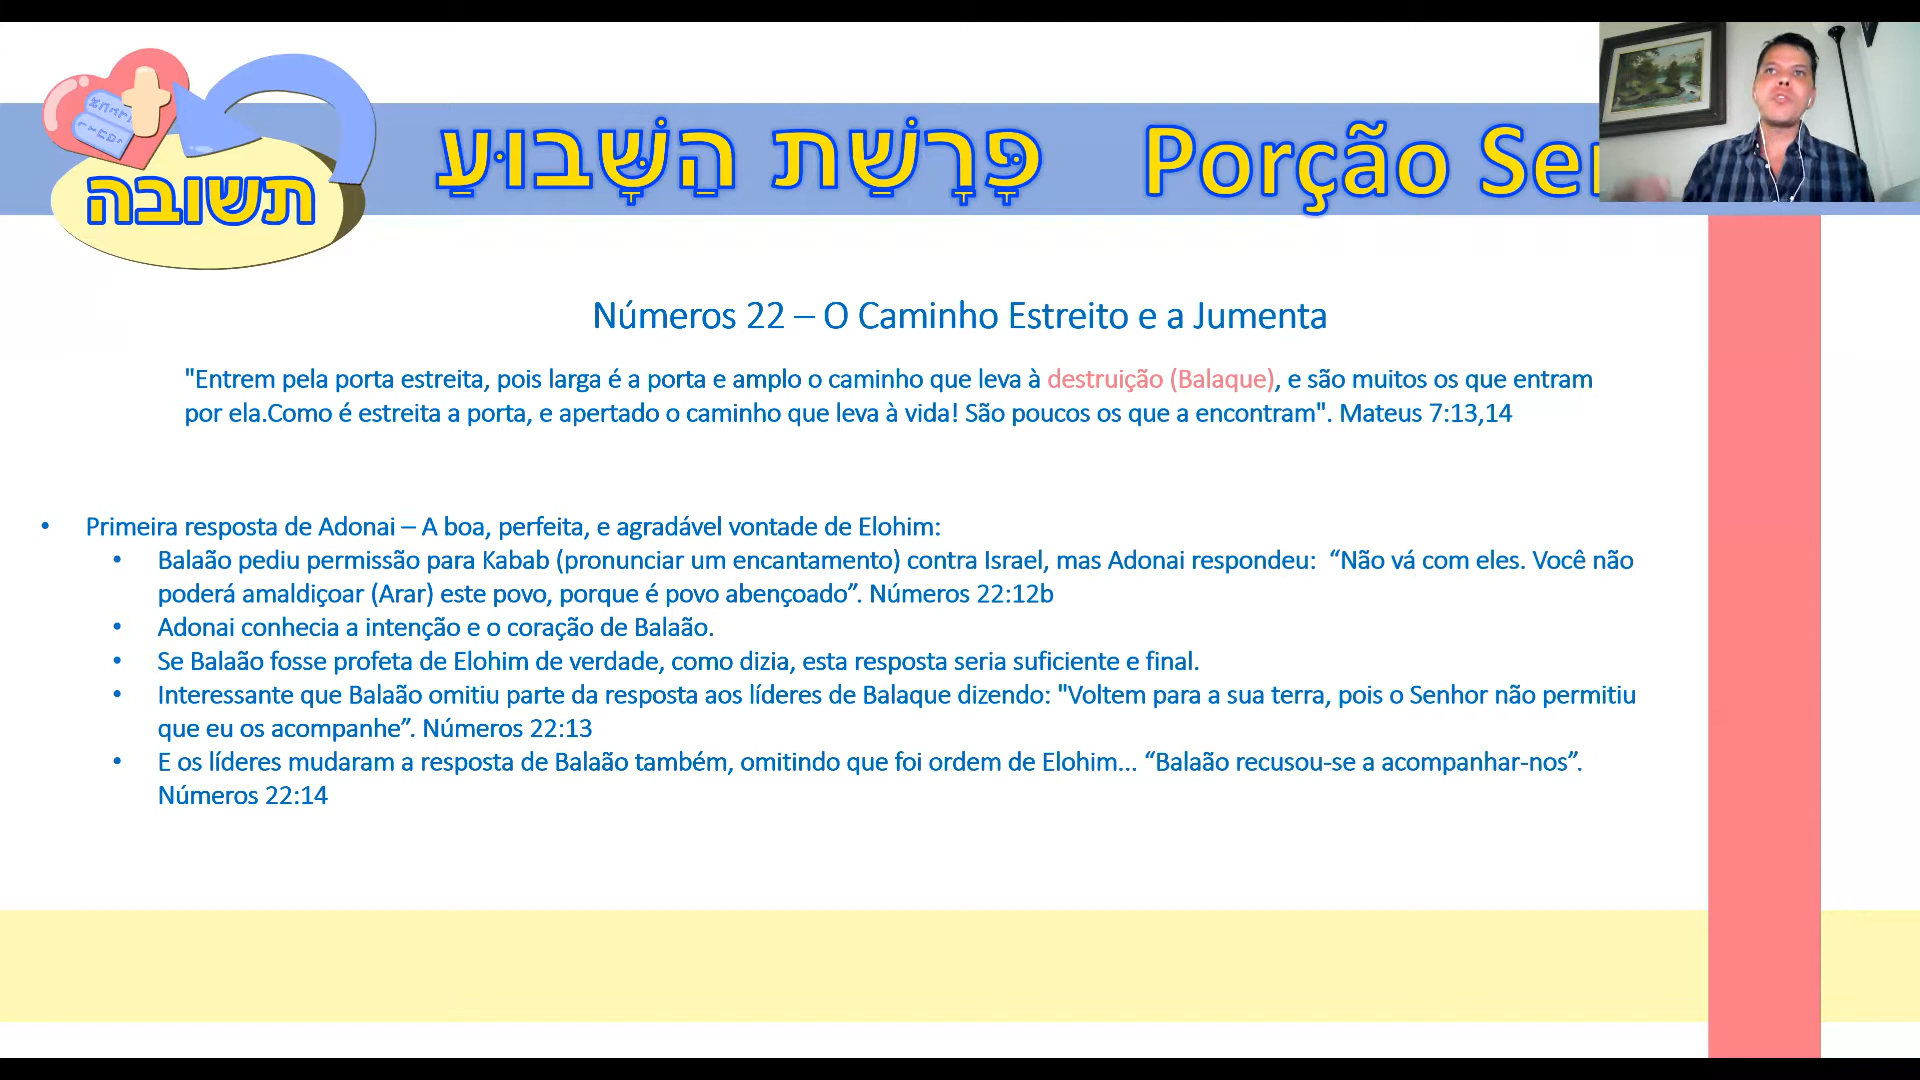 תשובה
פָּרָשַׁת הַשָּׁבוּעַ Porção Se
Números 22 – O Caminho Estreito e a Jumenta
"Entrem pela porta estreita, pois larga é a porta e amplo o caminho que leva à destruição (Balaque), e são muitos os que entram
por ela.Como é estreita a porta, e apertado o caminho que leva à vida! São poucos os que a encontram". Mateus 7:13,14
• Primeira resposta de Adonai – A boa, perfeita, e agradável vontade de Elohim:
• Balaão pediu permissão para Kabab (pronunciar um encantamento) contra Israel, mas Adonai respondeu: “Não vá com eles. Você não
poderá amaldiçoar (Arar) este povo, porque é povo abençoado”. Números 22:12b
• Adonai conhecia a intenção e o coração de Balaão.
• Se Balaão fosse profeta de Elohim de verdade, como dizia, esta resposta seria suficiente e final.
• Interessante que Balaão omitiu parte da resposta aos líderes de Balaque dizendo: "Voltem para a sua terra, pois o Senhor não permitiu
que eu os acompanhe”. Números 22:13
• E os líderes mudaram a resposta de Balaão também, omitindo que foi ordem de Elohim... “Balaão recusou-se a acompanhar-nos”.
Números 22:14